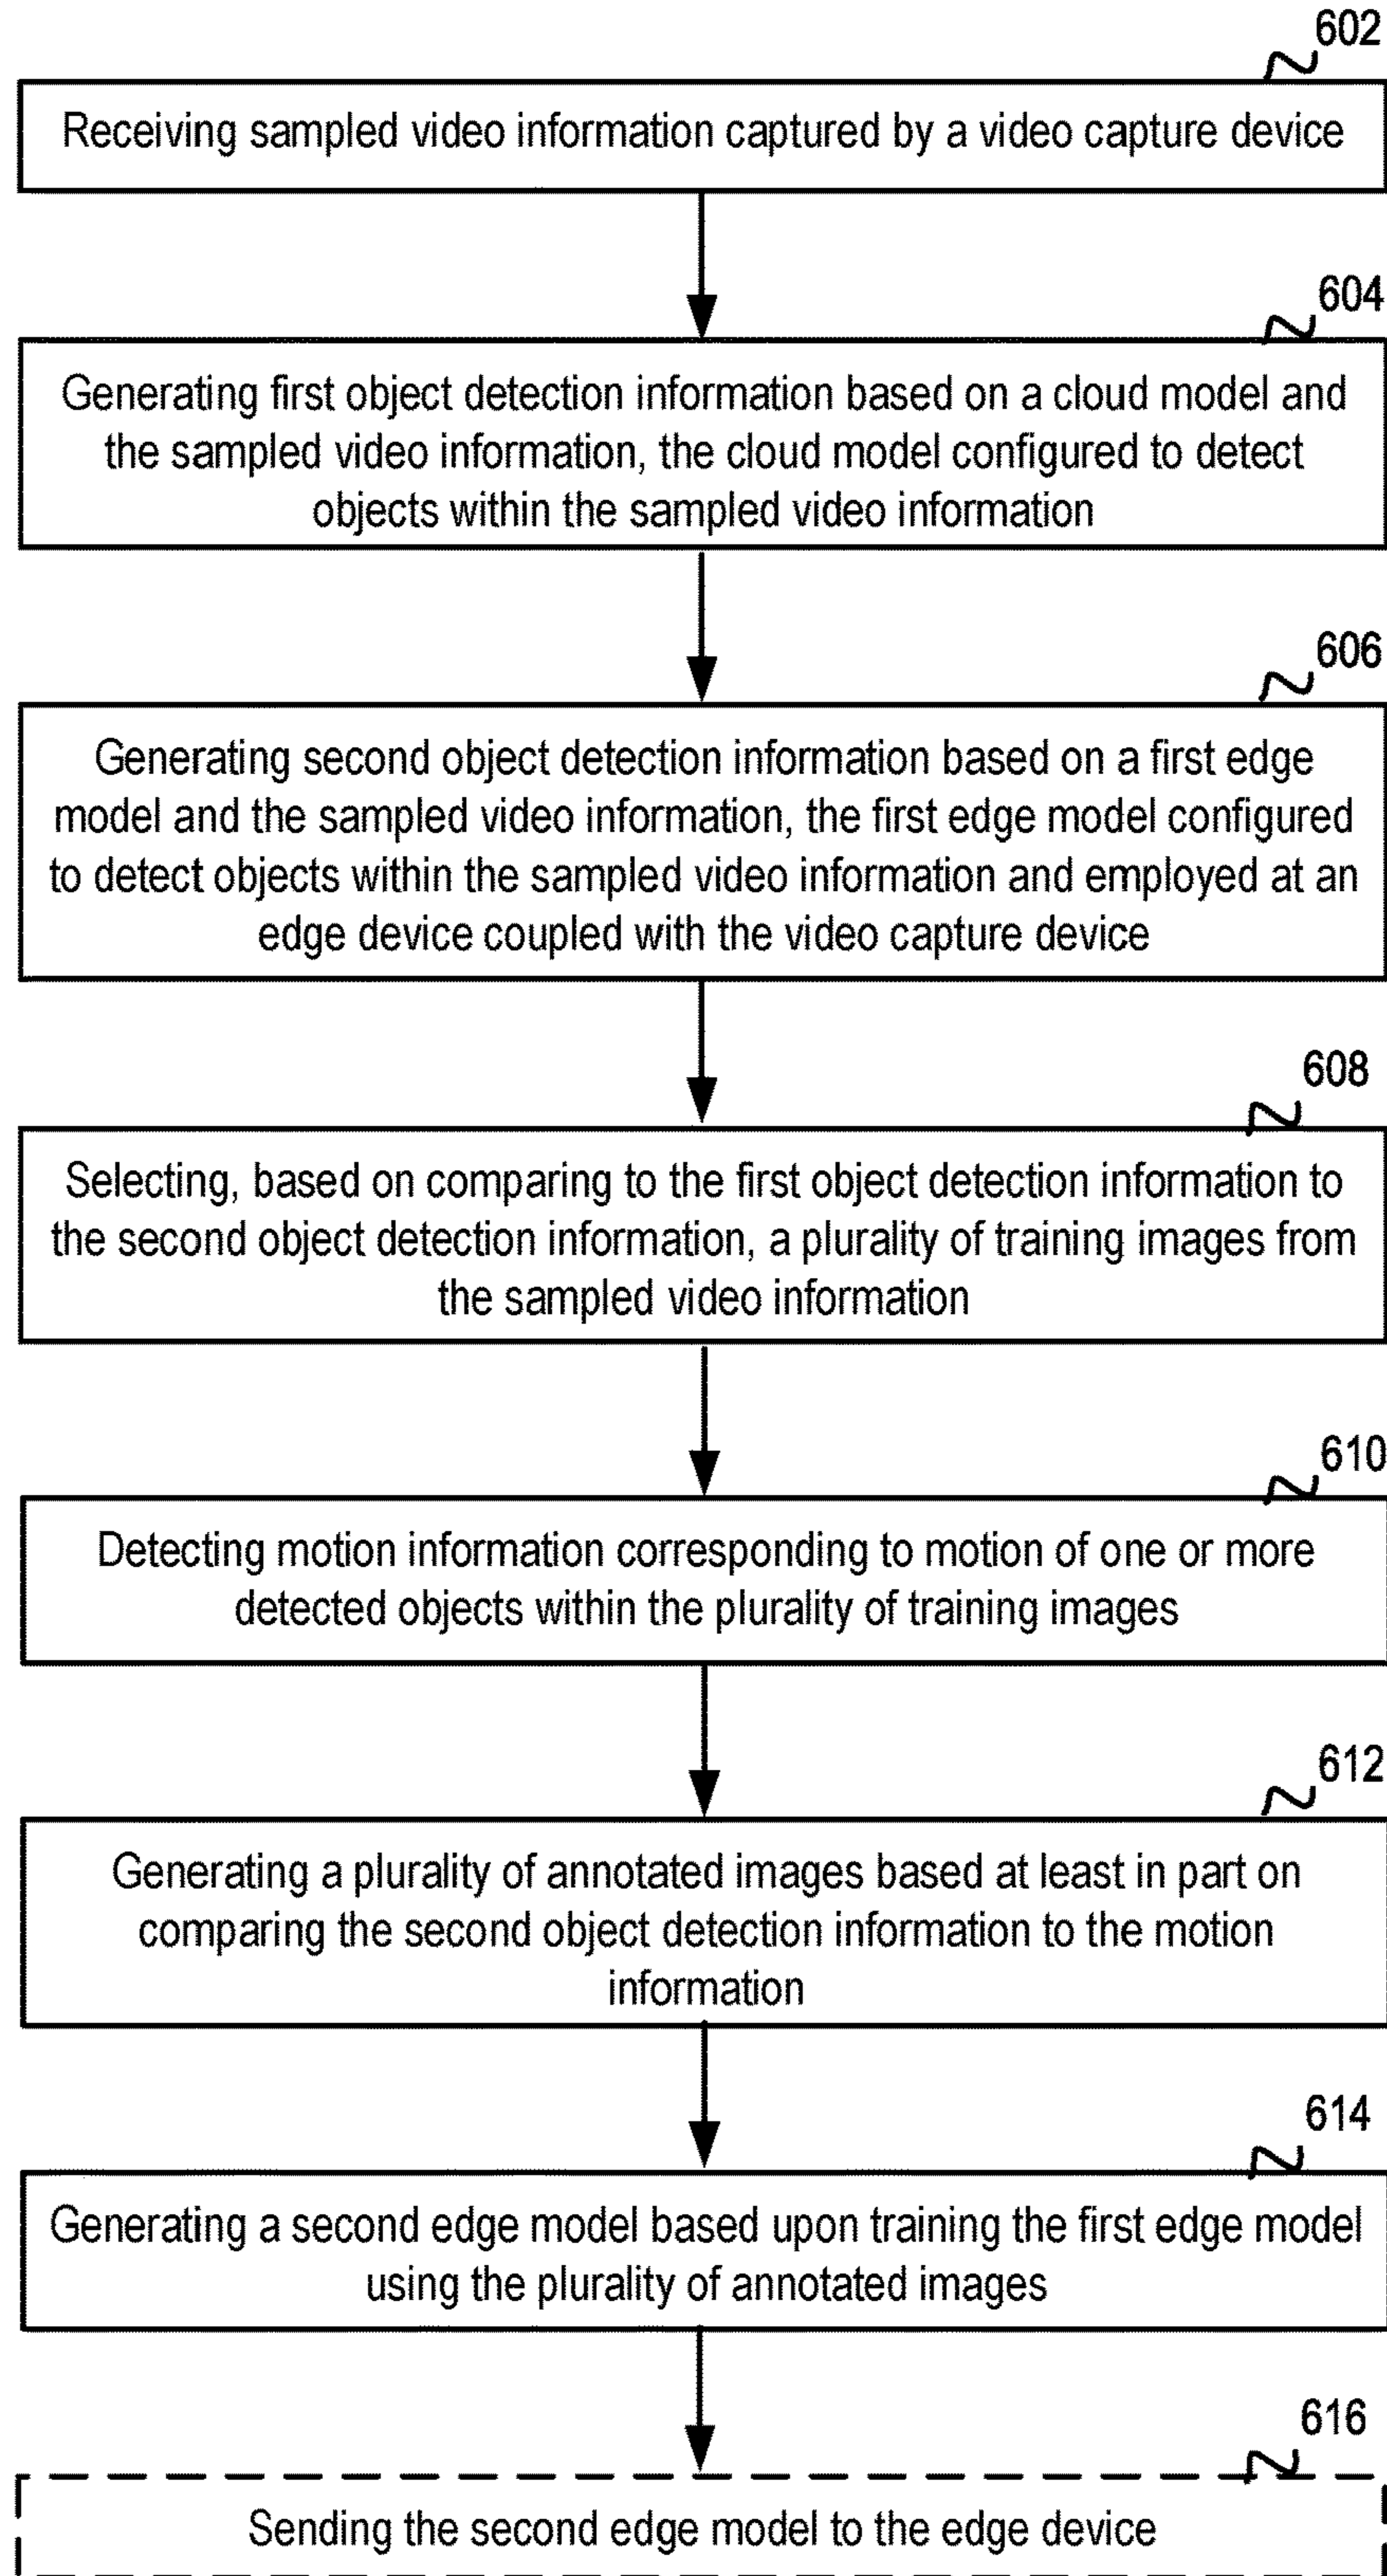 602
Receiving sampled video information captured by a video capture device
604
Generating first object detection information based on a cloud model and
the sampled video information, the cloud model configured to detect
objects within the sampled video information
606
Generating second object detection information based on a first edge
model and the sampled video information, the first edge model configured
to detect objects within the sampled video information and employed at an
edge device coupled with the video capture device
608
Selecting, based on comparing to the first object detection information to
the second object detection information, a plurality of training images from
the sampled video information
610
Detecting motion information corresponding to motion of one or more
detected objects within the plurality of training images
612
Generating a plurality of annotated images based at least in part on
comparing the second object detection information to the motion
information
614
Generating a second edge model based upon training the first edge model
using the plurality of annotated images
616
Sending the second edge model to the edge device